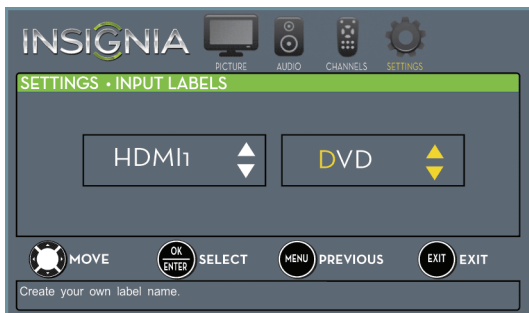 INSIGNIA
PICTURE AUDIO CHANNELS SETTINGS
SETTINGS • INPUT LABELS
HDMI1 DVD
MOVE OK ENTER SELECT MENU PREVIOUS EXIT EXIT
Create your own label name.